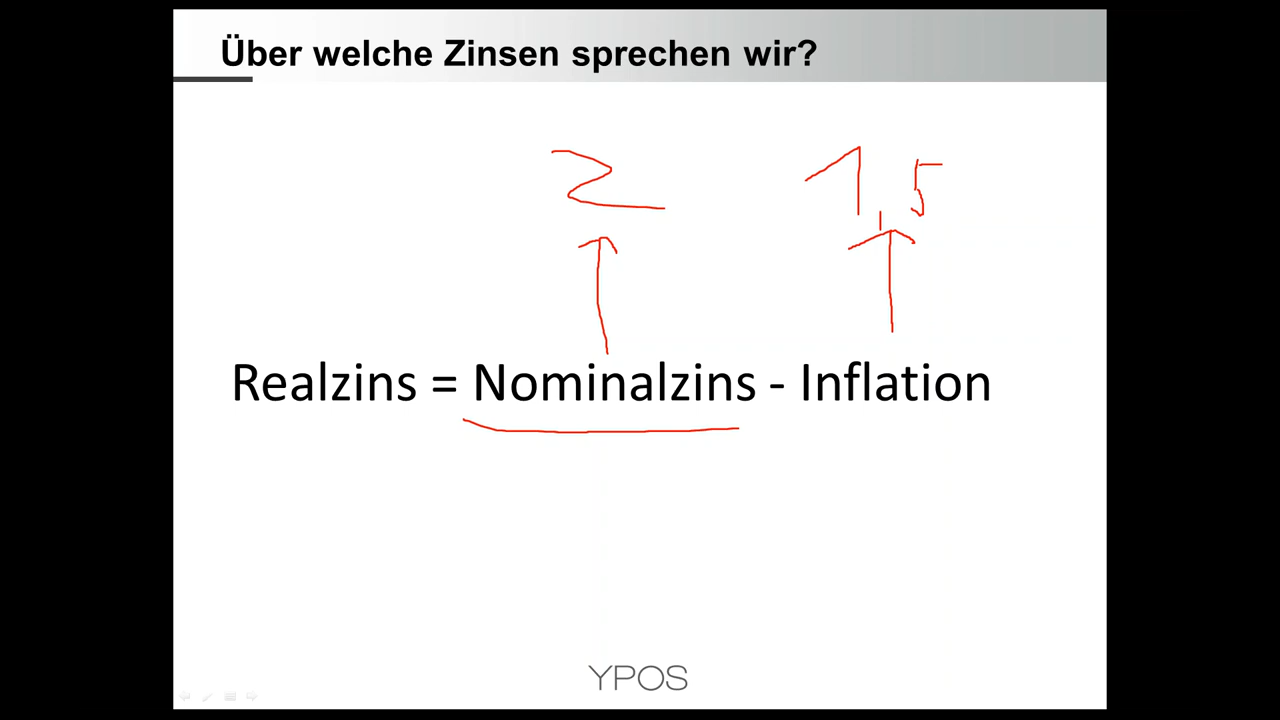 Über welche Zinsen sprechen wir?
2 1,5
Realzins = Nominalzins - Inflation
YPOS